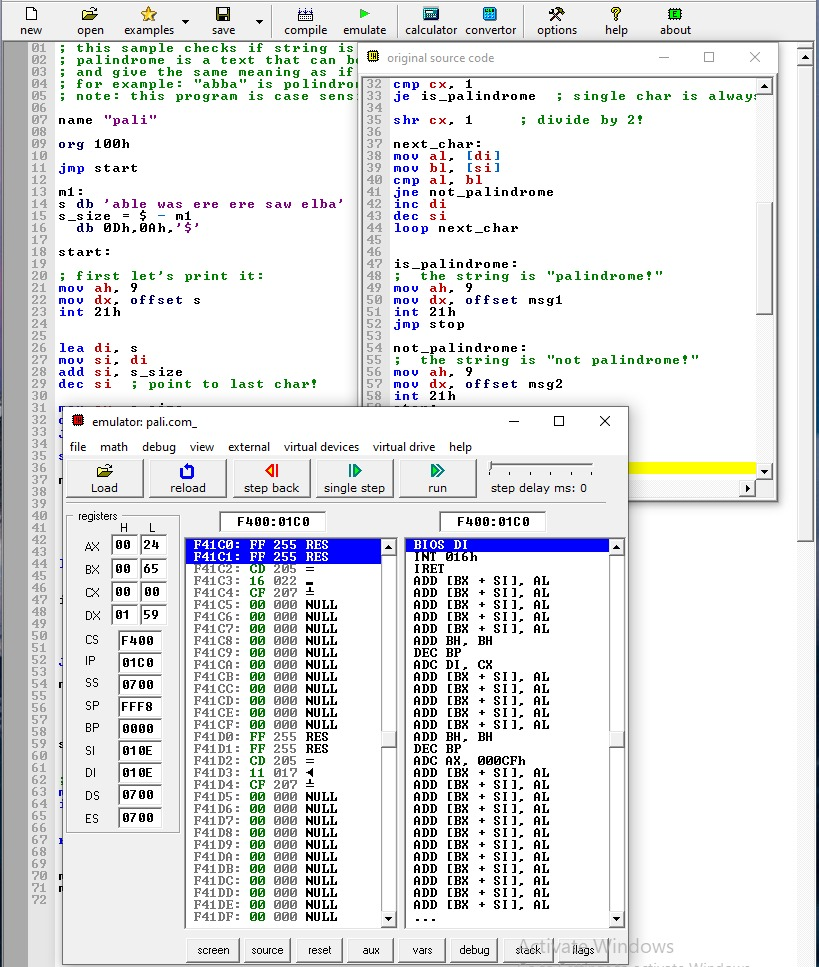 new open examples save compile emulate calculator convertor options help about
01 ; this sample checks if string is
02 ; palindrome is a text that can be
03 ; and give the same meaning as if
04 ; for example: "abba" is polindro
05 ; note: this program is case sens
06
07 name "pali"
08
09 org 100h
10
11 jmp start
12
13 m1:
14 s db 'able was ere ere saw elba'
15 s_size = $ - m1
16 db 0Dh,0Ah,'$'
17
18 start:
19
20 ; first let's print it:
21 mov ah, 9
22 mov dx, offset s
23 int 21h
24
25
26 lea di, s
27 mov si, di
28 add si, s_size
29 dec si ; point to last char!
30
31
32
33
34
35
36
37
38
39
40
41
42
43
44
45
46
47
48
49
50
51
52
53
54
55
56
57
58
59
60
61
62
63
64
65
66
67
68
69
70
71
72
original source code
32 cmp cx, 1
33 je is_palindrome ; single char is always
34
35 shr cx, 1 ; divide by 2!
36
37 next_char:
38 mov al, [di]
39 mov bl, [si]
40 cmp al, bl
41 jne not_palindrome
42 inc di
43 dec si
44 loop next_char
45
46
47 is_palindrome:
48 ; the string is "palindrome!"
49 mov ah, 9
50 mov dx, offset msg1
51 int 21h
52 jmp stop
53
54 not_palindrome:
55 ; the string is "not palindrome!"
56 mov ah, 9
57 mov dx, offset msg2
58 int 21h
emulator: pali.com_
file math debug view external virtual devices virtual drive help
Load reload step back single step run step delay ms: 0
registers
H L
AX 00 24
BX 00 65
CX 00 00
DX 01 59
CS F400
IP 01C0
SS 0700
SP FFF8
BP 0000
SI 010E
DI 010E
DS 0700
ES 0700
F400:01C0
F41C0: FF 255 RES
F41C1: FF 255 RES
F41C2: CD 205 =
F41C3: 16 022 ▬
F41C4: CF 207 ╧
F41C5: 00 000 NULL
F41C6: 00 000 NULL
F41C7: 00 000 NULL
F41C8: 00 000 NULL
F41C9: 00 000 NULL
F41CA: 00 000 NULL
F41CB: 00 000 NULL
F41CC: 00 000 NULL
F41CD: 00 000 NULL
F41CE: 00 000 NULL
F41CF: 00 000 NULL
F41D0: FF 255 RES
F41D1: FF 255 RES
F41D2: CD 205 =
F41D3: 11 017 ◄
F41D4: CF 207 ╧
F41D5: 00 000 NULL
F41D6: 00 000 NULL
F41D7: 00 000 NULL
F41D8: 00 000 NULL
F41D9: 00 000 NULL
F41DA: 00 000 NULL
F41DB: 00 000 NULL
F41DC: 00 000 NULL
F41DD: 00 000 NULL
F41DE: 00 000 NULL
F41DF: 00 000 NULL
F400:01C0
BIOS DI
INT 016h
IRET
ADD [BX + SI], AL
ADD [BX + SI], AL
ADD [BX + SI], AL
ADD [BX + SI], AL
ADD [BX + SI], AL
ADD BH, BH
DEC BP
ADC DI, CX
ADD [BX + SI], AL
ADD [BX + SI], AL
ADD [BX + SI], AL
ADD [BX + SI], AL
ADD [BX + SI], AL
ADD BH, BH
DEC BP
ADC AX, 000CFh
ADD [BX + SI], AL
ADD [BX + SI], AL
ADD [BX + SI], AL
ADD [BX + SI], AL
ADD [BX + SI], AL
ADD [BX + SI], AL
ADD [BX + SI], AL
ADD [BX + SI], AL
ADD [BX + SI], AL
ADD [BX + SI], AL
ADD [BX + SI], AL
...
screen source reset aux vars debug stack flags
Activate Windows